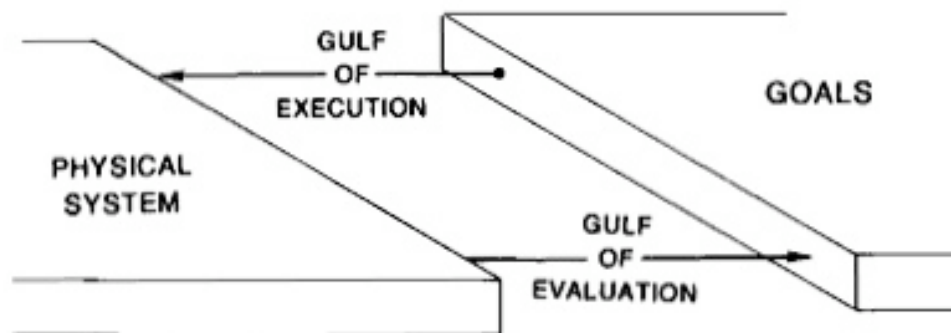 GULF
OF
EXECUTION
GOALS
PHYSICAL
SYSTEM
GULF
OF
EVALUATION